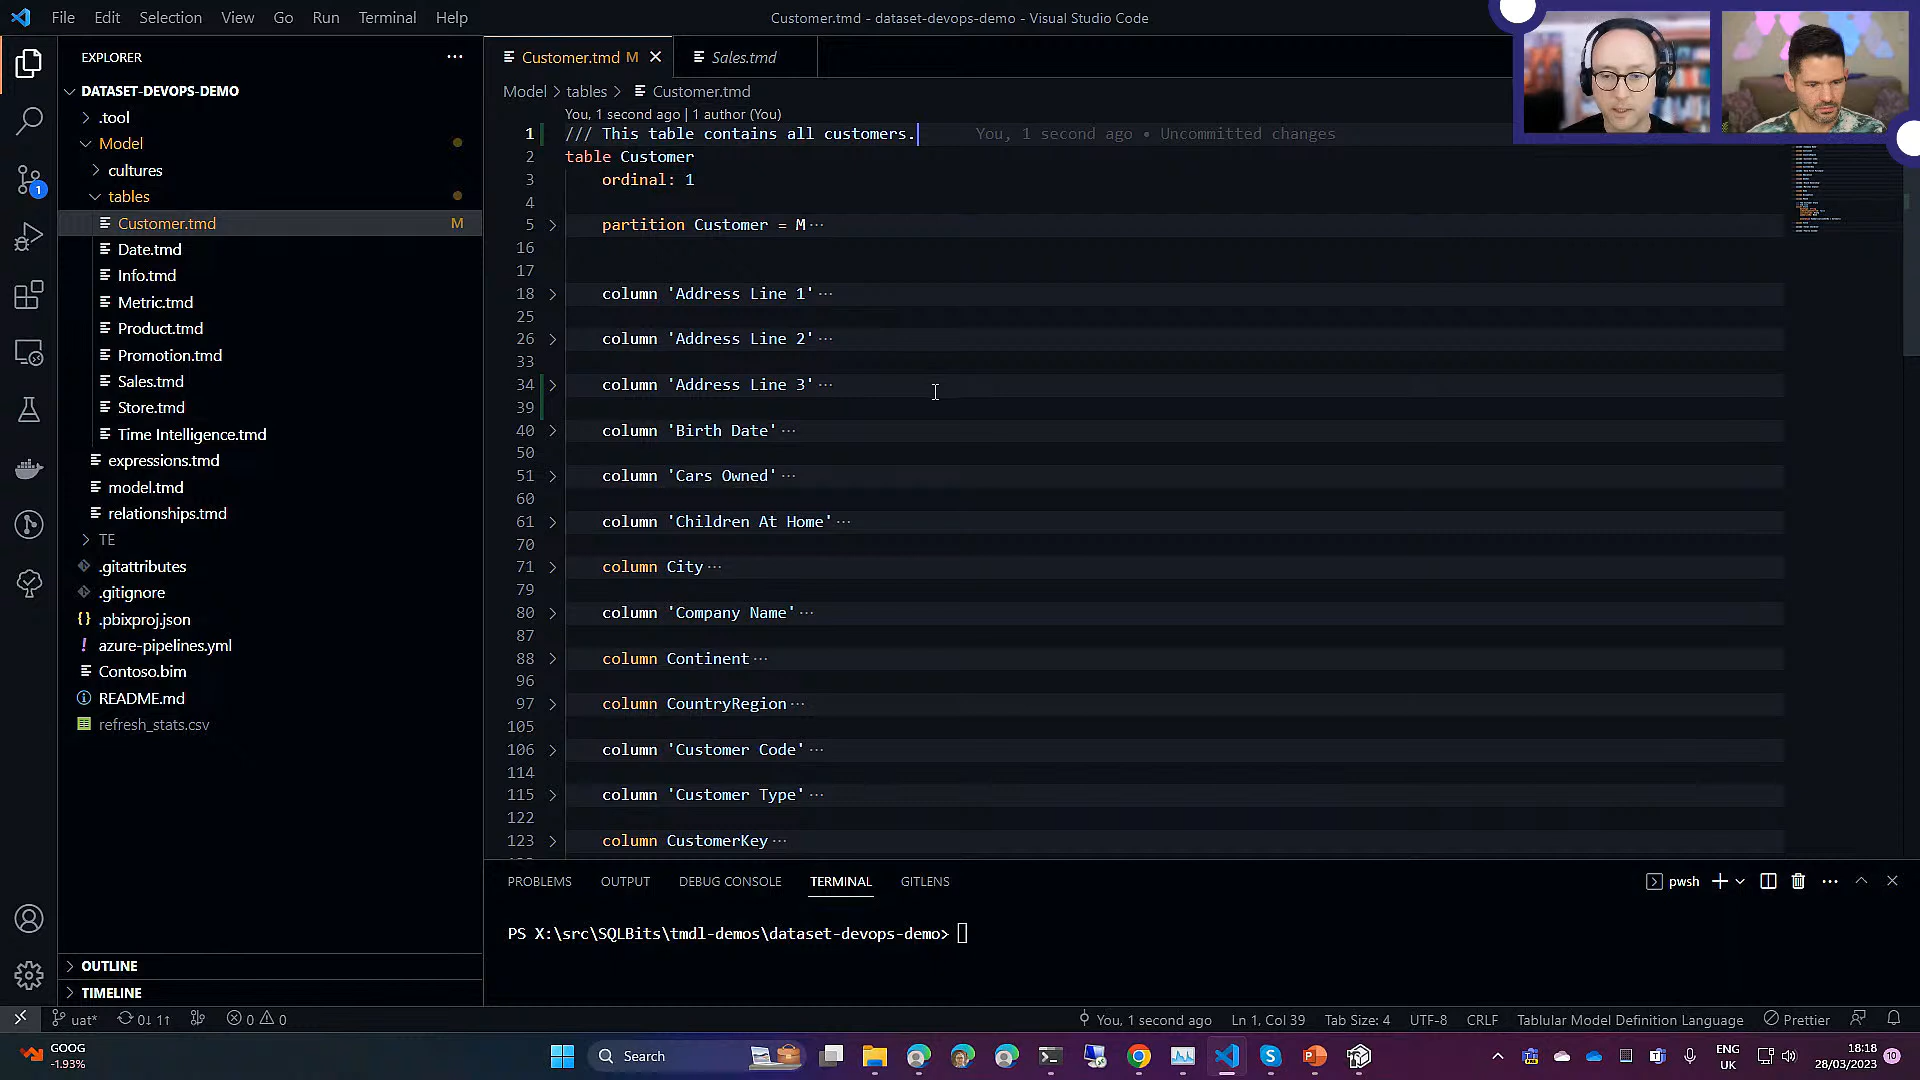 File Edit Selection View Go Run Terminal Help
Customer.tmd - dataset-devops-demo - Visual Studio Code
EXPLORER
DATASET-DEVOPS-DEMO
.tool
Model
cultures
tables
Customer.tmd M
Date.tmd
Info.tmd
Metric.tmd
Product.tmd
Promotion.tmd
Sales.tmd
Store.tmd
Time Intelligence.tmd
expressions.tmd
model.tmd
relationships.tmd
TE
.gitattributes
.gitignore
.pbixproj.json
azure-pipelines.yml
Contoso.bim
README.md
refresh_stats.csv
OUTLINE
TIMELINE
1
Customer.tmd M
Sales.tmd
Model > tables > Customer.tmd
You, 1 second ago | 1 author (You)
1 /// This table contains all customers. You, 1 second ago • Uncommitted changes
2 table Customer
3 ordinal: 1
4
5 partition Customer = M ···
16
17
18 column 'Address Line 1' ···
25
26 column 'Address Line 2' ···
33
34 column 'Address Line 3' ···
39
40 column 'Birth Date' ···
50
51 column 'Cars Owned' ···
60
61 column 'Children At Home' ···
70
71 column City ···
79
80 column 'Company Name' ···
87
88 column Continent ···
96
97 column CountryRegion ···
105
106 column 'Customer Code' ···
114
115 column 'Customer Type' ···
122
123 column CustomerKey ···
PROBLEMS OUTPUT DEBUG CONSOLE TERMINAL GITLENS
pwsh
PS X:\src\SQLBits\tmdl-demos\dataset-devops-demo>
uat* 0↓ 1↑ 0 0
You, 1 second ago Ln 1, Col 39 Tab Size: 4 UTF-8 CRLF Tablular Model Definition Language Prettier
GOOG
-1.93%
Search
ENG
UK
18:18
28/03/2023
10